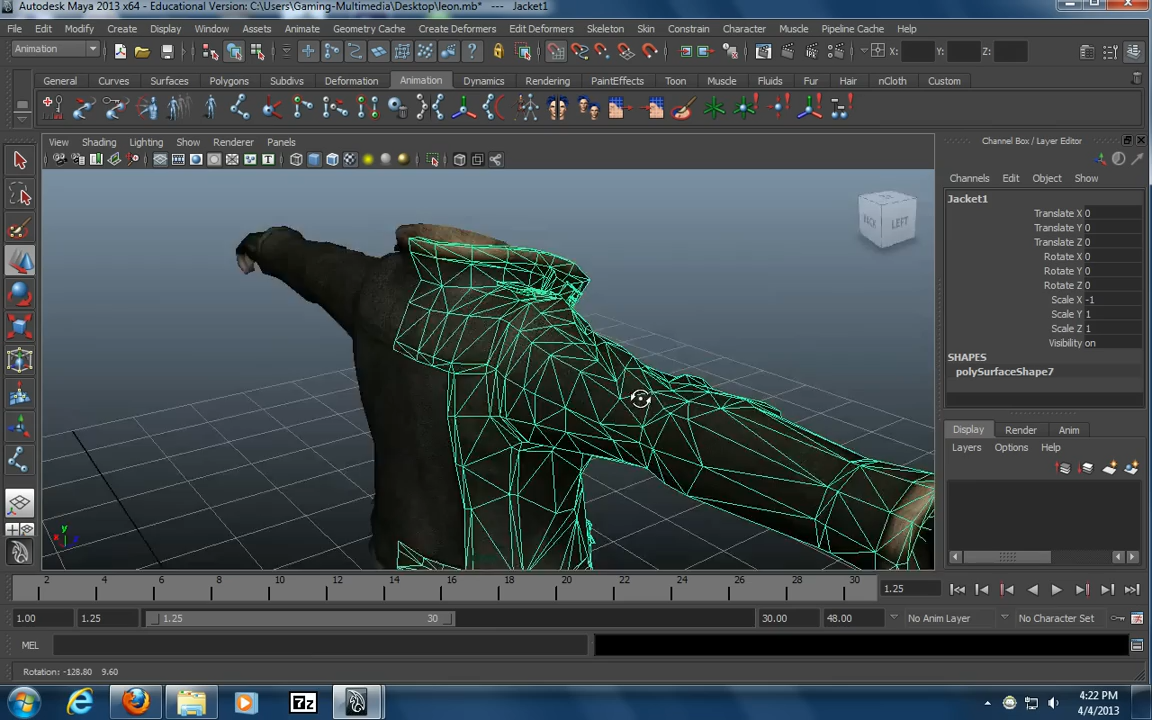 Autodesk Maya 2013 x64 - Educational Version: C:\Users\Gaming-Multimedia\Desktop\leon.mb* --- Jacket1
File Edit Modify Create Display Window Assets Animate Geometry Cache Create Deformers Edit Deformers Skeleton Skin Constrain Character Muscle Pipeline Cache Help
Animation X: Y: Z:
General Curves Surfaces Polygons Subdivs Deformation Animation Dynamics Rendering PaintEffects Toon Muscle Fluids Fur Hair nCloth Custom
View Shading Lighting Show Renderer Panels
Channel Box / Layer Editor
Channels Edit Object Show
Jacket1
Translate X 0
Translate Y 0
Translate Z 0
Rotate X 0
Rotate Y 0
Rotate Z 0
Scale X -1
Scale Y 1
Scale Z 1
Visibility on
SHAPES
polySurfaceShape7
BACK LEFT
Display Render Anim
Layers Options Help
y
x z
2 4 6 8 10 12 14 16 18 20 22 24 26 28 30 1.25
1.00 1.25 1.25 30 30.00 48.00 No Anim Layer No Character Set
MEL
Rotation: -128.80 9.60
7z
4:22 PM
4/4/2013